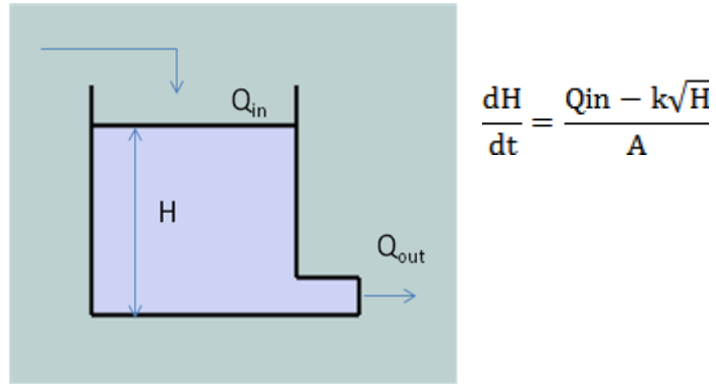 Q_in
H
Q_out
dH/dt = (Qin − k√H)/A